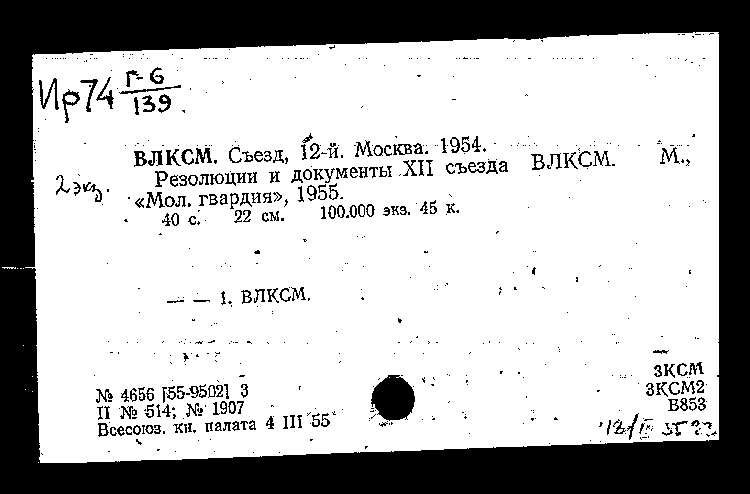 Ир74 Г-6
139
ВЛКСМ. Съезд, 12-й. Москва. 1954.
Резолюции и документы XII съезда ВЛКСМ. М.,
2 экз.
«Мол. гвардия», 1955.
40 с. 22 см. 100.000 экз. 45 к.
— — 1. ВЛКСМ.
3КСМ
3КСМ2
В853
№ 4656 [55-9502] 3
П № 514; № 1907
Всесоюз. кн. палата 4 III 55